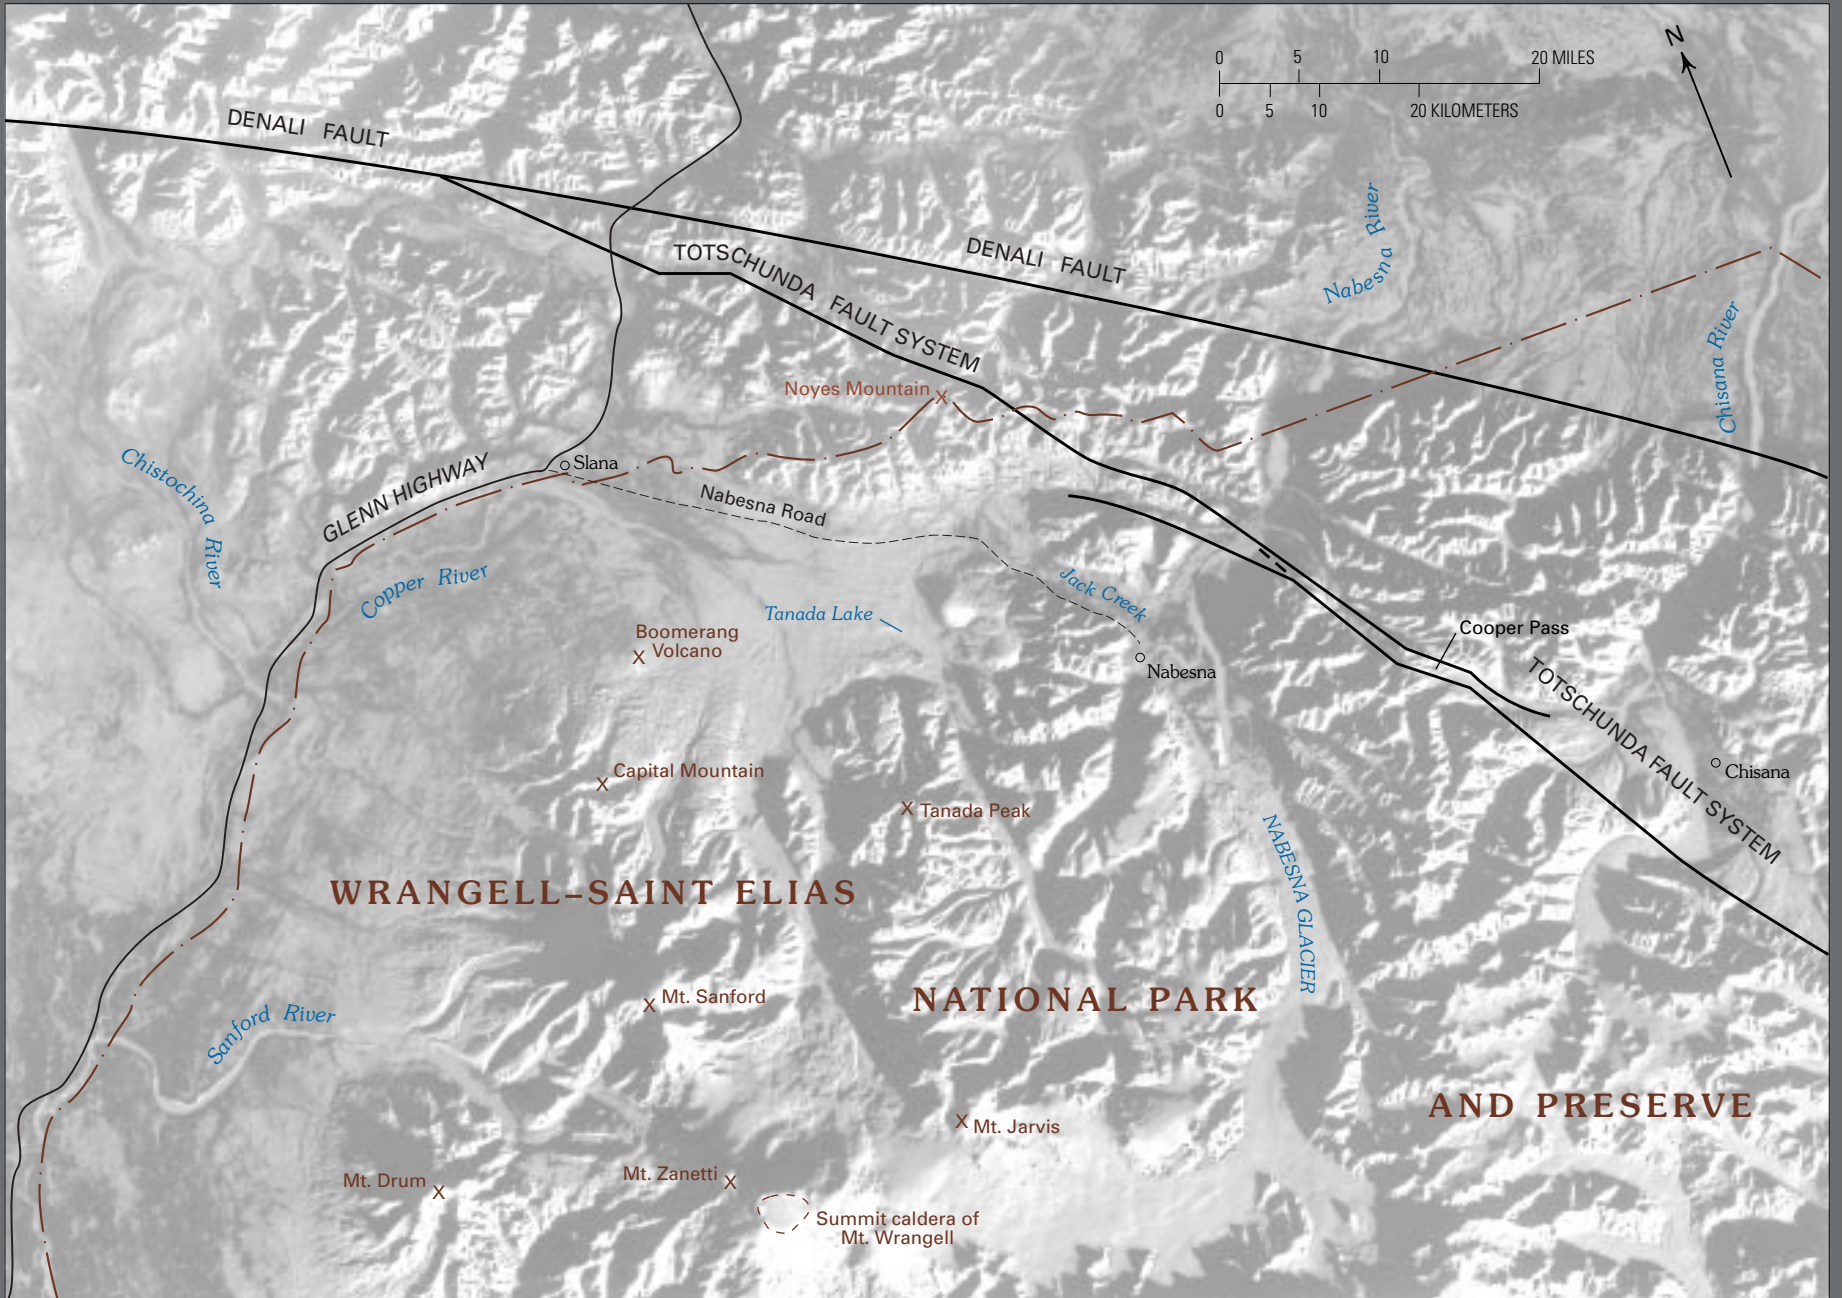 N
0 5 10 20 MILES
0 5 10 20 KILOMETERS
DENALI FAULT
TOTSCHUNDA FAULT SYSTEM
DENALI FAULT
Nabesna River
Chisana River
Noyes Mountain
Chistochina River
GLENN HIGHWAY
Slana
Nabesna Road
Copper River
Jack Creek
Tanada Lake
Boomerang
Volcano
Nabesna
Cooper Pass
TOTSCHUNDA FAULT SYSTEM
Chisana
Capital Mountain
Tanada Peak
NABESNA GLACIER
WRANGELL–SAINT ELIAS
NATIONAL PARK
AND PRESERVE
Mt. Sanford
Sanford River
Mt. Jarvis
Mt. Drum
Mt. Zanetti
Summit caldera of
Mt. Wrangell